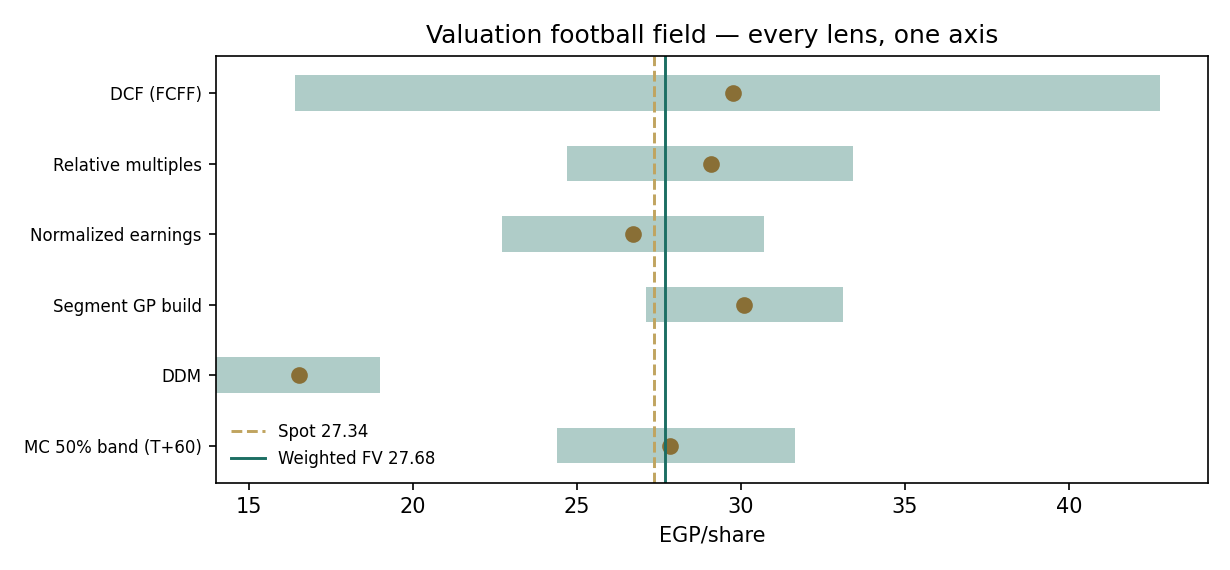 Valuation football field — every lens, one axis
DCF (FCFF)
Relative multiples
Normalized earnings
Segment GP build
DDM
MC 50% band (T+60)
Spot 27.34
Weighted FV 27.68
15 20 25 30 35 40
EGP/share